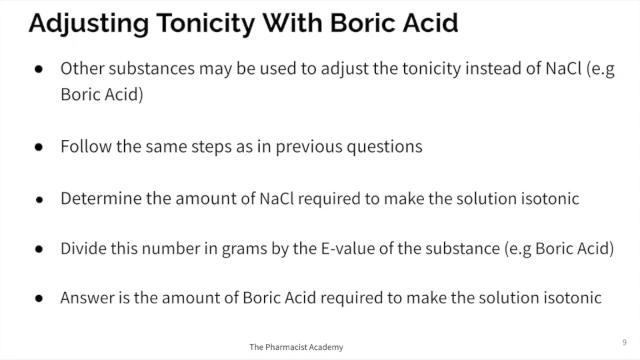 Adjusting Tonicity With Boric Acid
● Other substances may be used to adjust the tonicity instead of NaCl (e.g
Boric Acid)
● Follow the same steps as in previous questions
● Determine the amount of NaCl required to make the solution isotonic
● Divide this number in grams by the E-value of the substance (e.g Boric Acid)
● Answer is the amount of Boric Acid required to make the solution isotonic
The Pharmacist Academy
9